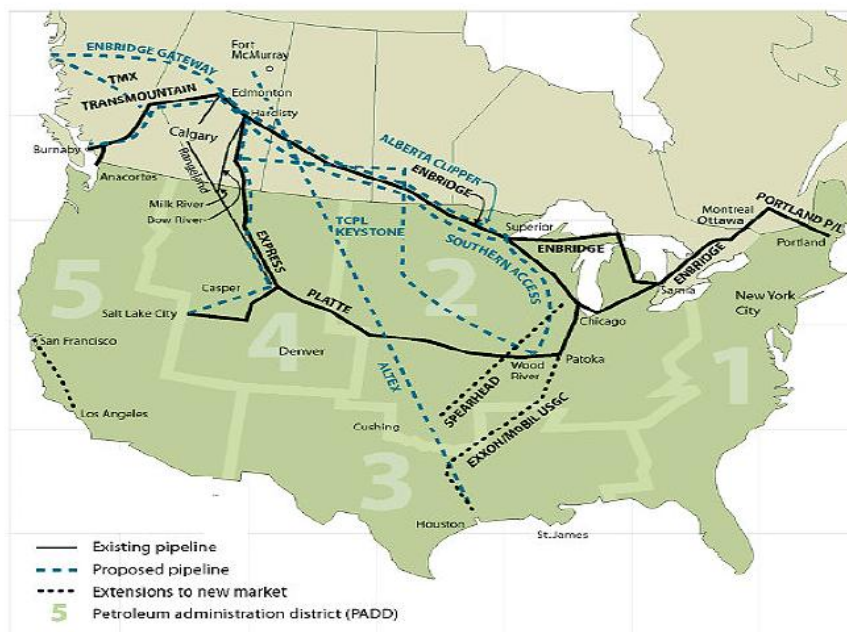 ENBRIDGE GATEWAY
Fort
McMurray
TMX
TRANSMOUNTAIN
Edmonton
Hardisty
Calgary
Burnaby
Rangeland
ALBERTA CLIPPER
ENBRIDGE
Anacortes
Milk River
Bow River
TCPL
KEYSTONE
Superior
ENBRIDGE
SOUTHERN ACCESS
Montreal
Ottawa
PORTLAND P/L
Portland
ENBRIDGE
Sarnia
EXPRESS
5
2
Casper
PLATTE
Salt Lake City
Chicago
New York
City
San Francisco
4
Denver
Wood
River
Patoka
1
ALTEX
SPEARHEAD
EXXON/MOBIL USGC
Los Angeles
Cushing
3
Houston
St.James
Existing pipeline
Proposed pipeline
Extensions to new market
5 Petroleum administration district (PADD)